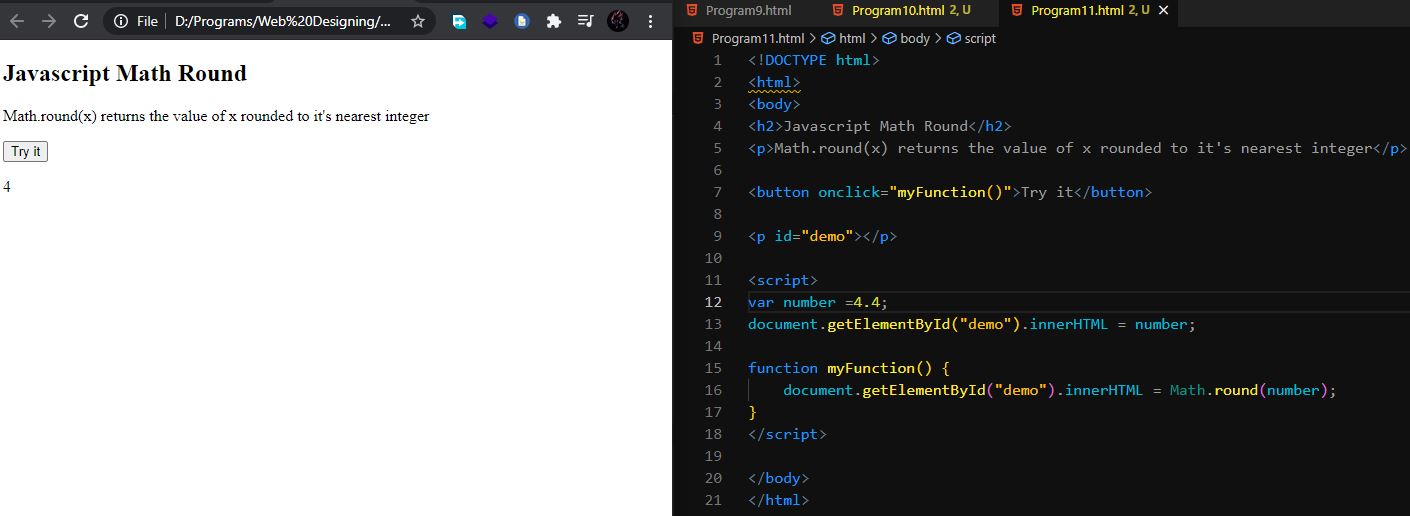 File D:/Programs/Web%20Designing/...
Javascript Math Round
Math.round(x) returns the value of x rounded to it's nearest integer
Try it
4
Program9.html Program10.html 2, U Program11.html 2, U
Program11.html > html > body > script
1 <!DOCTYPE html>
2 <html>
3 <body>
4 <h2>Javascript Math Round</h2>
5 <p>Math.round(x) returns the value of x rounded to it's nearest integer</p>
6
7 <button onclick="myFunction()">Try it</button>
8
9 <p id="demo"></p>
10
11 <script>
12 var number =4.4;
13 document.getElementById("demo").innerHTML = number;
14
15 function myFunction() {
16     document.getElementById("demo").innerHTML = Math.round(number);
17 }
18 </script>
19
20 </body>
21 </html>